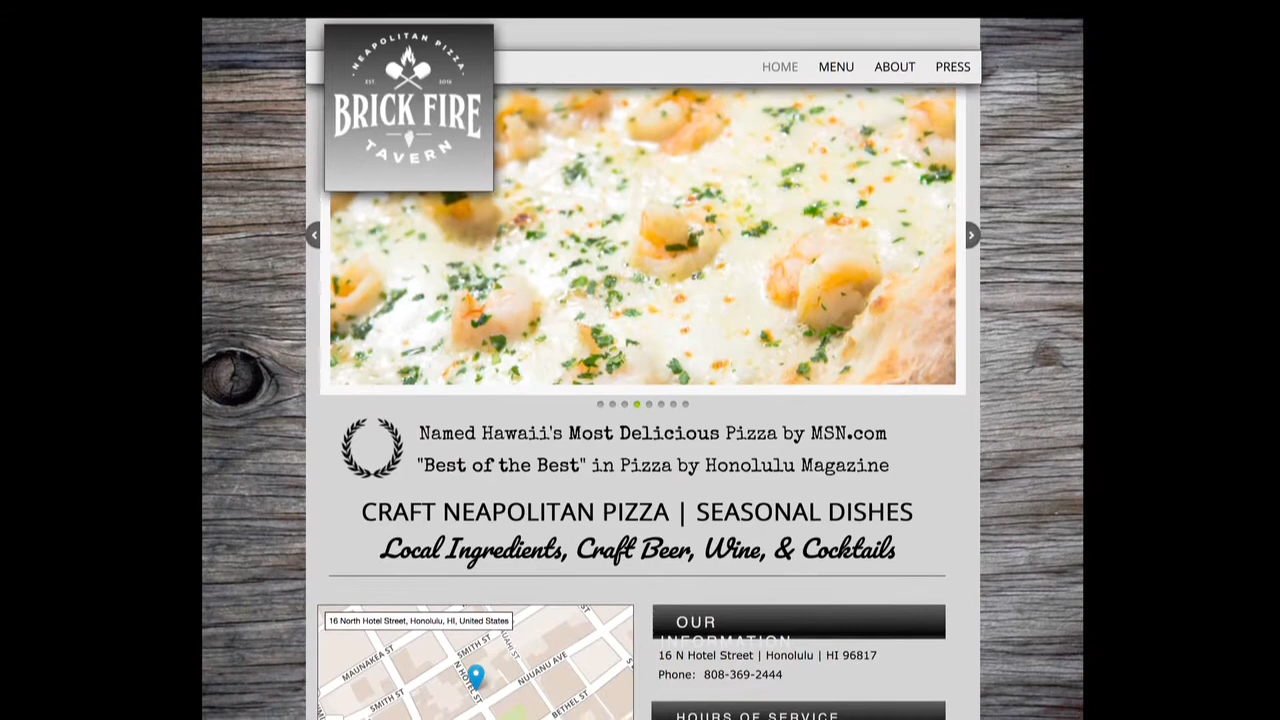 NEAPOLITAN PIZZA
EST. 2016
BRICK FIRE
TAVERN
HOME MENU ABOUT PRESS
Named Hawaii's Most Delicious Pizza by MSN.com
"Best of the Best" in Pizza by Honolulu Magazine
CRAFT NEAPOLITAN PIZZA | SEASONAL DISHES
Local Ingredients, Craft Beer, Wine, & Cocktails
16 North Hotel Street, Honolulu, HI, United States
MAUNAKEA ST
SMITH ST
N HOTEL ST
NUUANU AVE
SMITH ST
BETHEL ST
OUR
INFORMATION
16 N Hotel Street | Honolulu | HI 96817
Phone: 808-369-2444
HOURS OF SERVICE